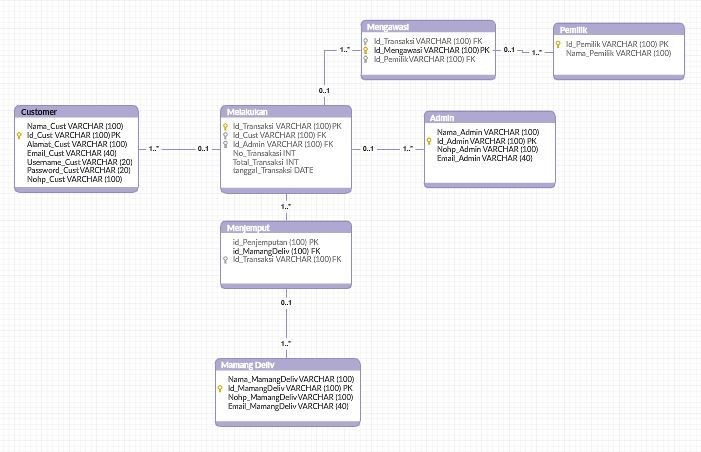 Mengawasi
Id_Transaksi VARCHAR (100) FK
Id_Mengawasi VARCHAR (100)PK
Id_Pemilik VARCHAR (100) FK
Pemilik
Id_Pemilik VARCHAR (100) PK
Nama_Pemilik VARCHAR (100)
1..*
0..1
1..*
0..1
Customer
Nama_Cust VARCHAR (100)
Id_Cust VARCHAR (100)PK
Alamat_Cust VARCHAR (100)
Email_Cust VARCHAR (40)
Username_Cust VARCHAR (20)
Password_Cust VARCHAR (20)
Nohp_Cust VARCHAR (100)
1..*
0..1
Melakukan
Id_Transaksi VARCHAR (100)PK
Id_Cust VARCHAR (100) FK
Id_Admin VARCHAR (100) FK
No_Transakasi INT
Total_Transaksi INT
tanggal_Transaksi DATE
0..1
1..*
Admin
Nama_Admin VARCHAR (100)
Id_Admin VARCHAR (100) PK
Nohp_Admin VARCHAR (100)
Email_Admin VARCHAR (40)
1..*
Menjemput
id_Penjemputan (100) PK
id_MamangDeliv (100) FK
Id_Transaksi VARCHAR (100)FK
0..1
1..*
Mamang Deliv
Nama_MamangDeliv VARCHAR (100)
Id_MamangDeliv VARCHAR (100) PK
Nohp_MamangDeliv VARCHAR (100)
Email_MamangDeliv VARCHAR (40)